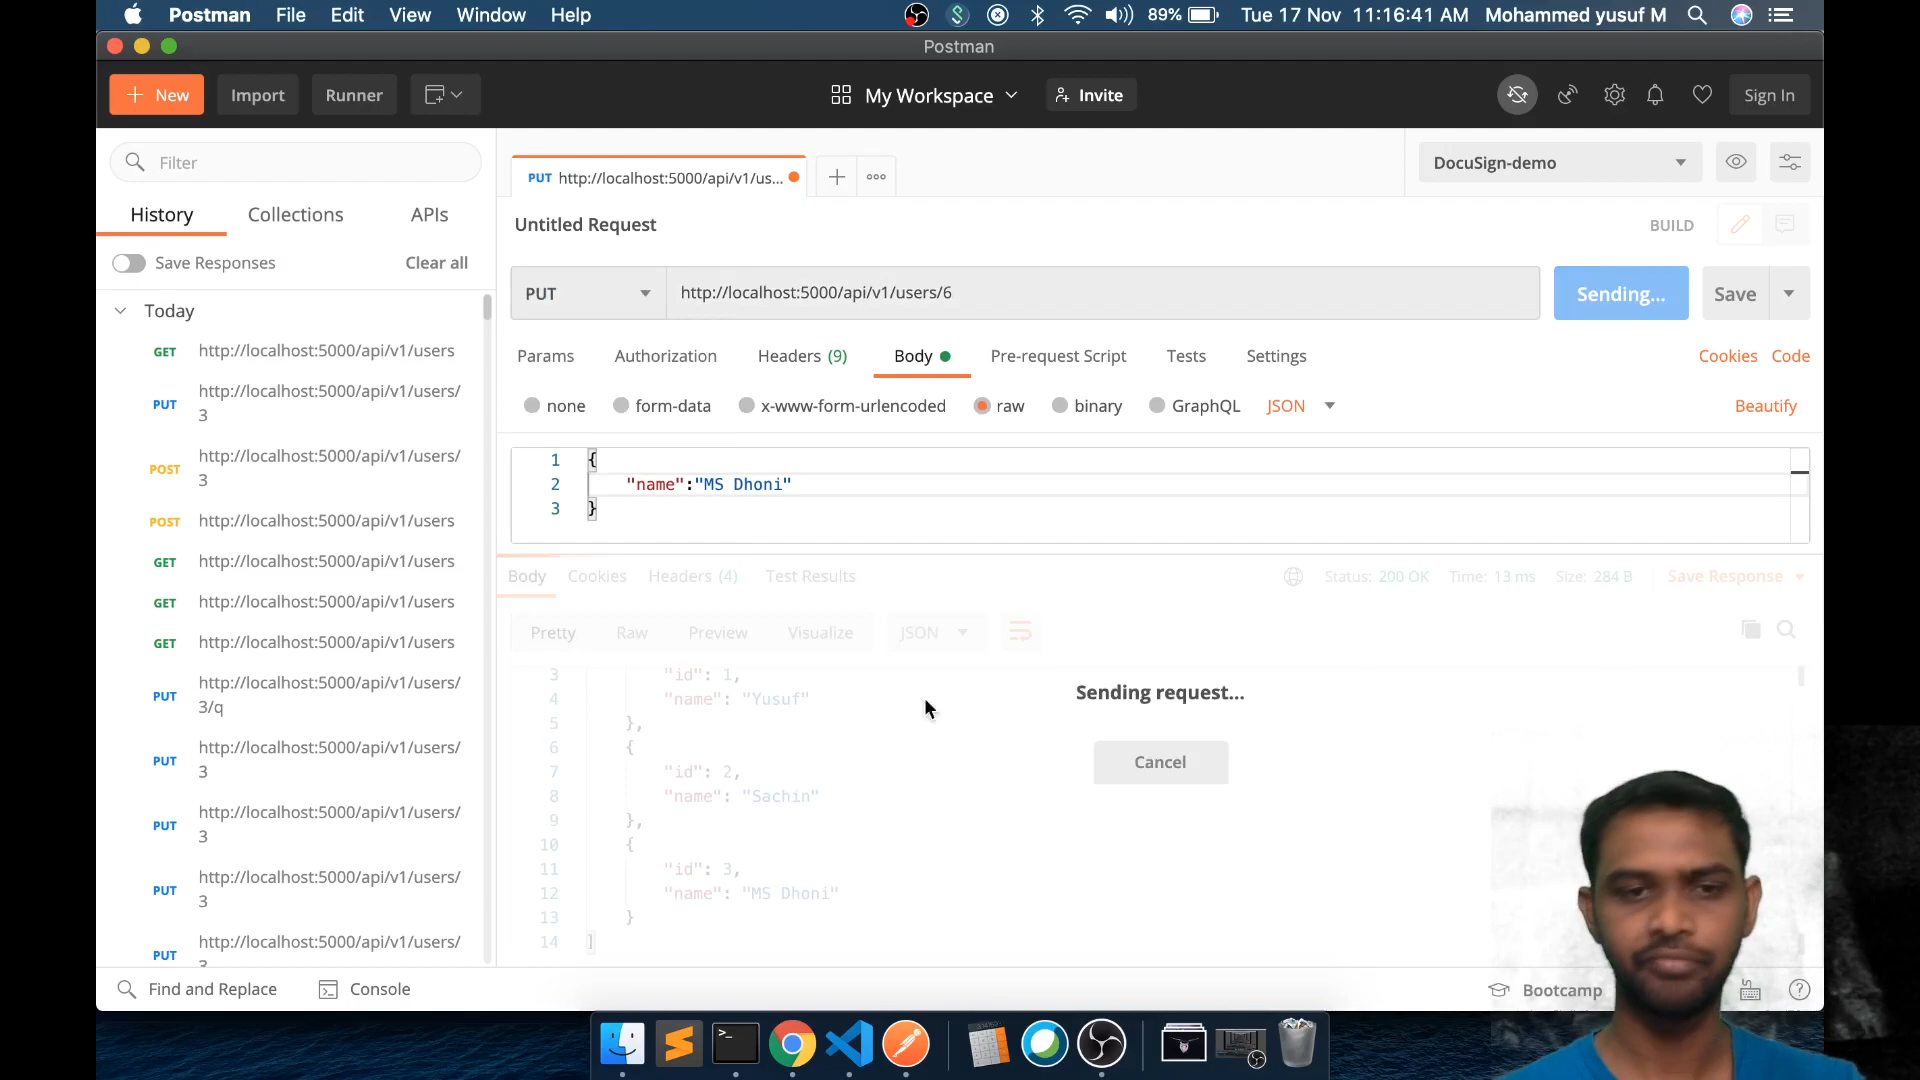 Postman File Edit View Window Help 89% Tue 17 Nov 11:16:41 AM Mohammed yusuf M
Postman
New Import Runner My Workspace Invite Sign In
Filter
PUT http://localhost:5000/api/v1/us...
DocuSign-demo
History Collections APIs
Untitled Request
BUILD
Save Responses Clear all
PUT http://localhost:5000/api/v1/users/6 Sending... Save
Today
GET http://localhost:5000/api/v1/users
PUT http://localhost:5000/api/v1/users/
3
POST http://localhost:5000/api/v1/users/
3
POST http://localhost:5000/api/v1/users
GET http://localhost:5000/api/v1/users
GET http://localhost:5000/api/v1/users
GET http://localhost:5000/api/v1/users
PUT http://localhost:5000/api/v1/users/
3/q
PUT http://localhost:5000/api/v1/users/
3
PUT http://localhost:5000/api/v1/users/
3
PUT http://localhost:5000/api/v1/users/
3
PUT http://localhost:5000/api/v1/users/
3
Params Authorization Headers (9) Body Pre-request Script Tests Settings Cookies Code
none form-data x-www-form-urlencoded raw binary GraphQL JSON Beautify
1 {
2 "name":"MS Dhoni"
3 }
Body Cookies Headers (4) Test Results Status: 200 OK Time: 13 ms Size: 284 B Save Response
Pretty Raw Preview Visualize JSON
3 "id": 1,
4 "name": "Yusuf"
5 },
6 {
7 "id": 2,
8 "name": "Sachin"
9 },
10 {
11 "id": 3,
12 "name": "MS Dhoni"
13 }
14 ]
Sending request...
Cancel
Find and Replace Console Bootcamp